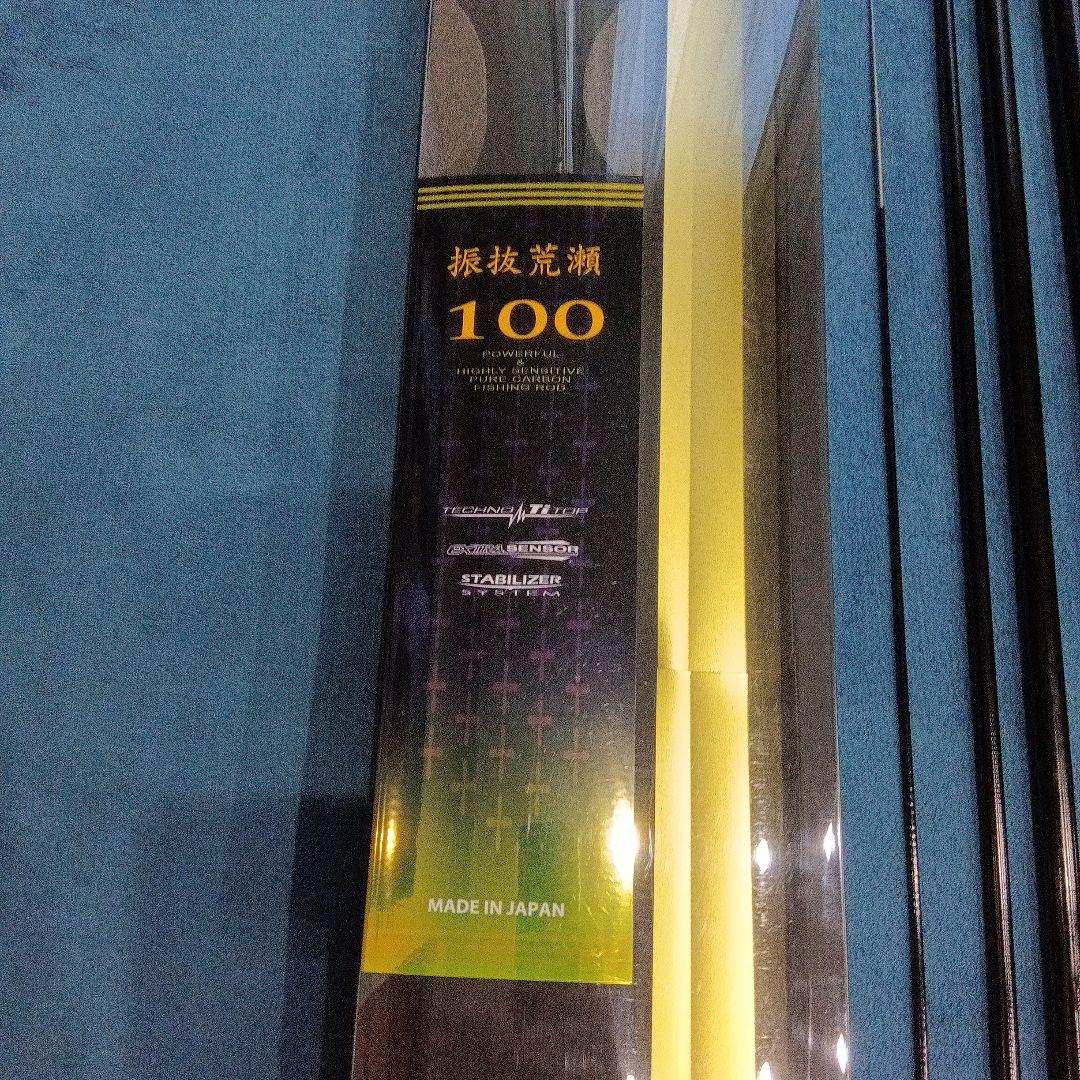 振抜荒瀬
100
POWERFUL
&
HIGHLY SENSITIVE
PURE CARBON
FISHING ROD
TECHNO Ti TOP
EXTRA SENSOR
STABILIZER
SYSTEM
MADE IN JAPAN